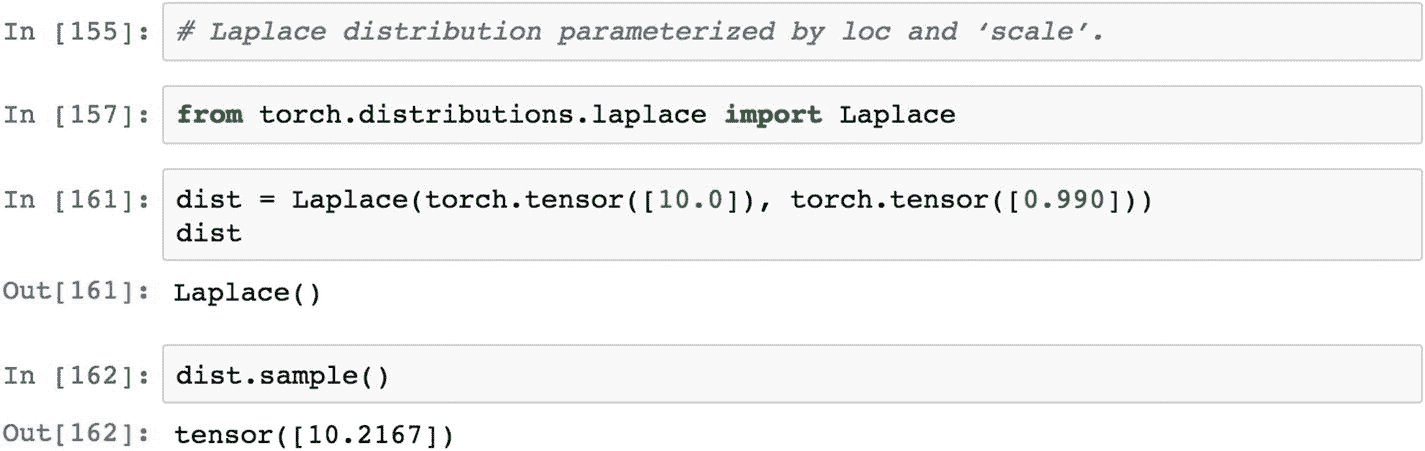 In [155]: # Laplace distribution parameterized by loc and ‘scale’.
In [157]: from torch.distributions.laplace import Laplace
In [161]: dist = Laplace(torch.tensor([10.0]), torch.tensor([0.990]))
dist
Out[161]: Laplace()
In [162]: dist.sample()
Out[162]: tensor([10.2167])